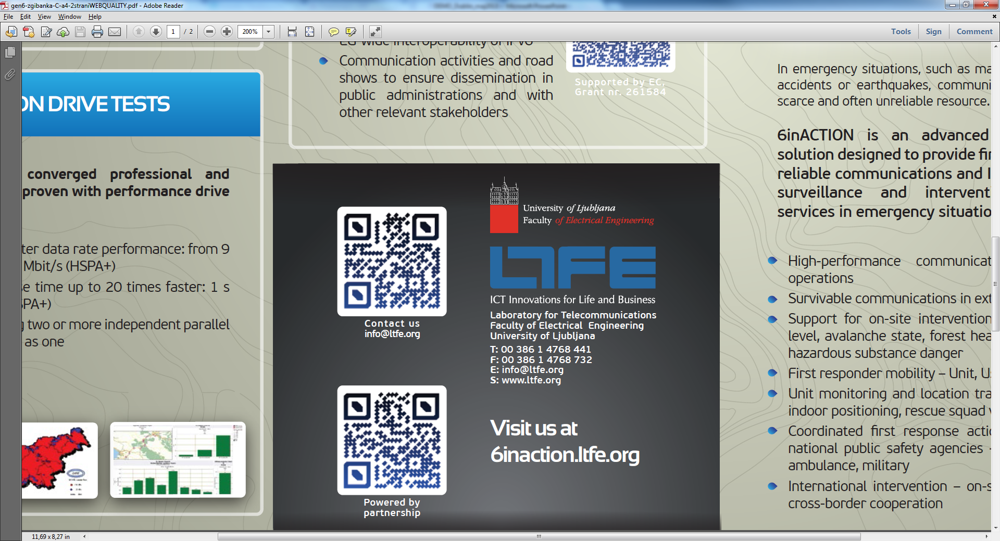 gen6-zgibanka-C-a4-2straniWEBQUALITY.pdf - Adobe Reader
File Edit View Window Help
1 / 2 200% Tools Sign Comment
ON DRIVE TESTS
converged professional and
proven with performance drive
ter data rate performance: from 9
Mbit/s (HSPA+)
se time up to 20 times faster: 1 s
SPA+)
g two or more independent parallel
as one
EG wide interoperability of IPv6
Communication activities and road
shows to ensure dissemination in
public administrations and with
other relevant stakeholders
Supported by EC,
Grant nr. 261584
Contact us
info@ltfe.org
Powered by
partnership
University of Ljubljana
Faculty of Electrical Engineering
LTFE
ICT Innovations for Life and Business
Laboratory for Telecommunications
Faculty of Electrical Engineering
University of Ljubljana
T: 00 386 1 4768 441
F: 00 386 1 4768 732
E: info@ltfe.org
S: www.ltfe.org
Visit us at
6inaction.ltfe.org
In emergency situations, such as ma
accidents or earthquakes, communi
scarce and often unreliable resource.
6inACTION is an advanced
solution designed to provide fir
reliable communications and l
surveillance and intervent
services in emergency situatio
High-performance communicat
operations
Survivable communications in ext
Support for on-site intervention
level, avalanche state, forest hea
hazardous substance danger
First responder mobility – Unit, U
Unit monitoring and location tra
indoor positioning, rescue squad v
Coordinated first response actio
national public safety agencies -
ambulance, military
International intervention – on-s
cross-border cooperation
11,69 x 8,27 in